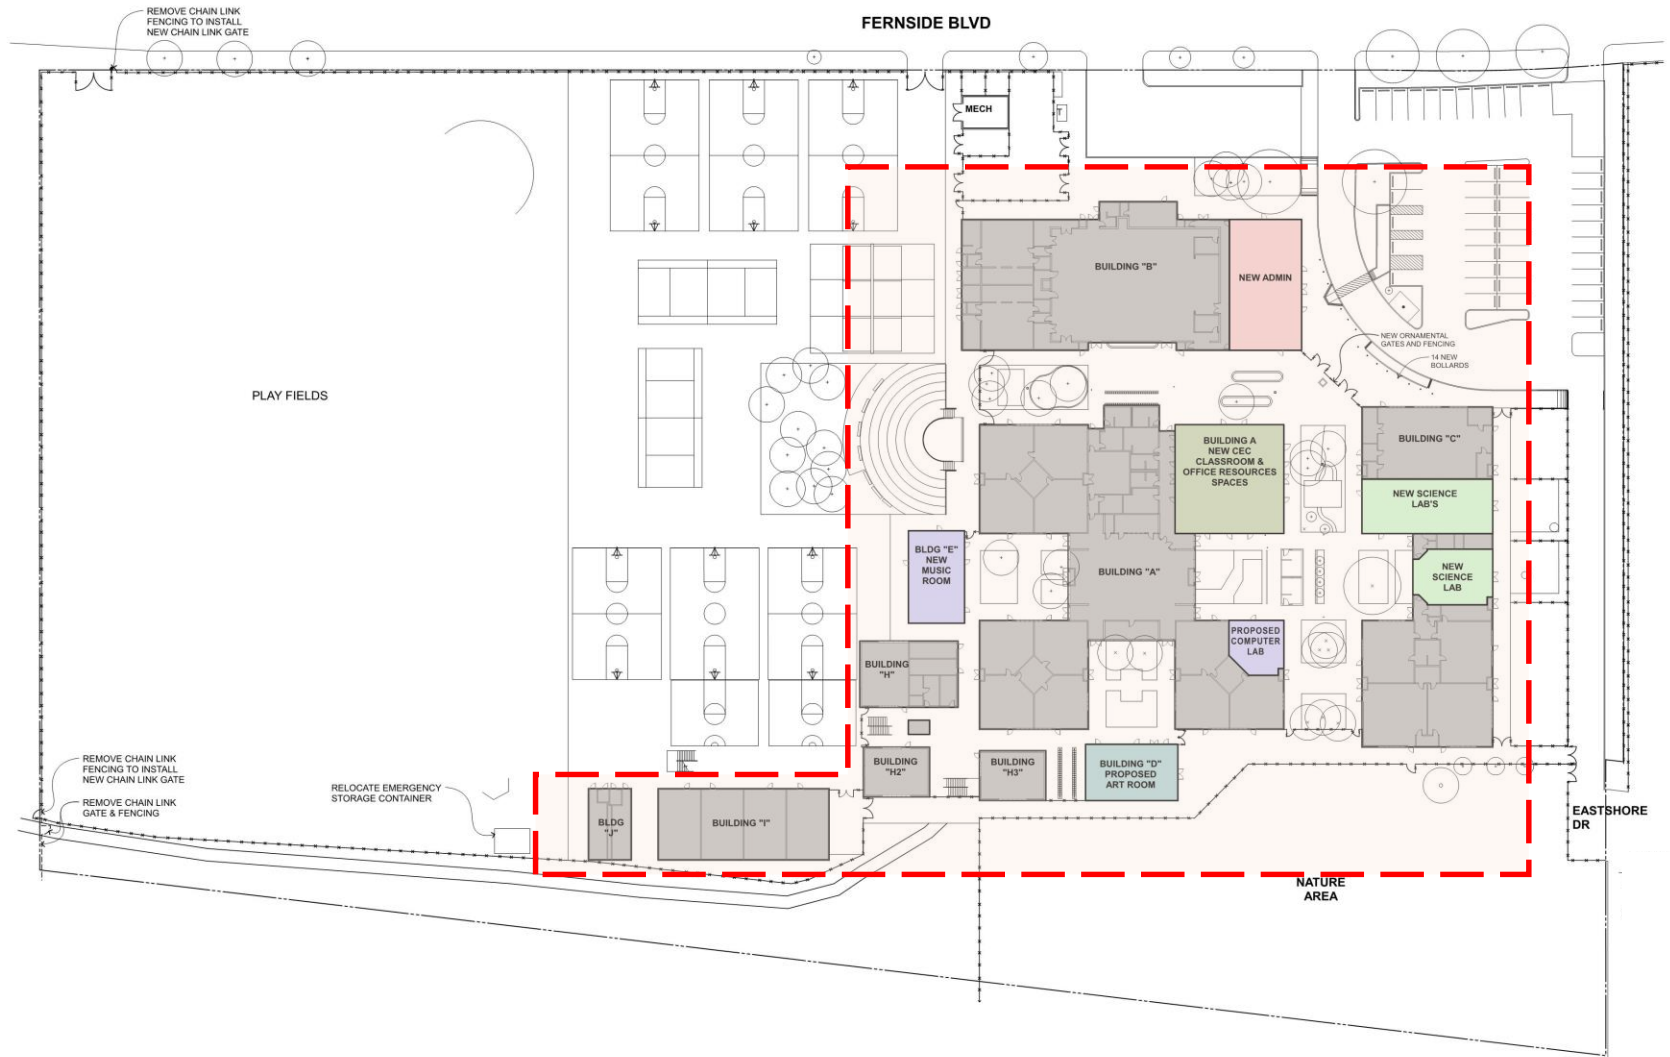 REMOVE CHAIN LINK
FENCING TO INSTALL
NEW CHAIN LINK GATE
FERNSIDE BLVD
MECH
BUILDING "B"
NEW ADMIN
NEW ORNAMENTAL
GATES AND FENCING
14 NEW
BOLLARDS
PLAY FIELDS
BUILDING A
NEW CEC
CLASSROOM &
OFFICE RESOURCES
SPACES
BUILDING "C"
NEW SCIENCE
LAB'S
BLDG "E"
NEW
MUSIC
ROOM
BUILDING "A"
NEW
SCIENCE
LAB
PROPOSED
COMPUTER
LAB
BUILDING
"H"
BUILDING
"H2"
BUILDING
"H3"
BUILDING "D"
PROPOSED
ART ROOM
REMOVE CHAIN LINK
FENCING TO INSTALL
NEW CHAIN LINK GATE
REMOVE CHAIN LINK
GATE & FENCING
RELOCATE EMERGENCY
STORAGE CONTAINER
BLDG
"J"
BUILDING "I"
EASTSHORE
DR
NATURE
AREA